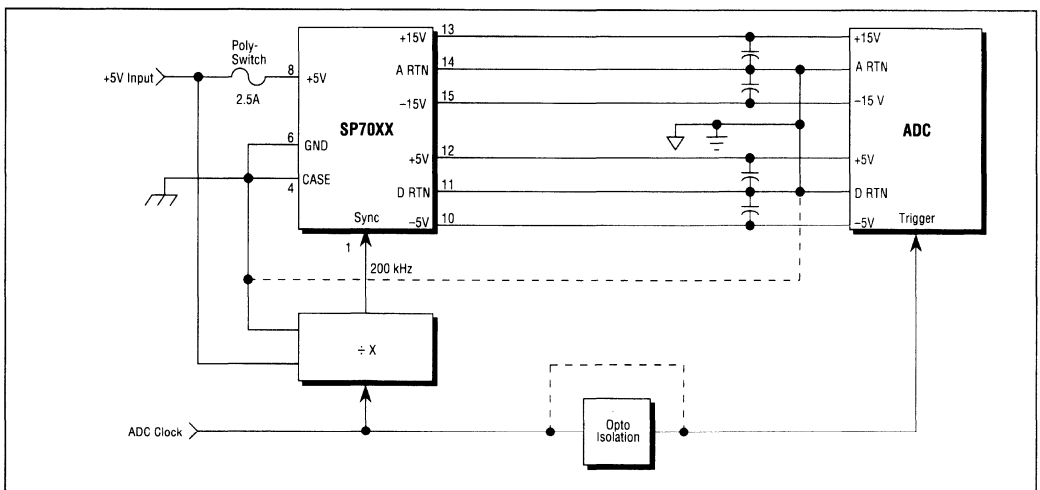 Poly-
Switch
+5V Input
8
+5V
2.5A
SP70XX
6
GND
CASE
4
Sync
1
200 kHz
+15V
13
A RTN
14
-15V
15
+5V
12
D RTN
11
-5V
10
+15V
A RTN
-15 V
ADC
+5V
D RTN
-5V
Trigger
÷ X
ADC Clock
Opto
Isolation